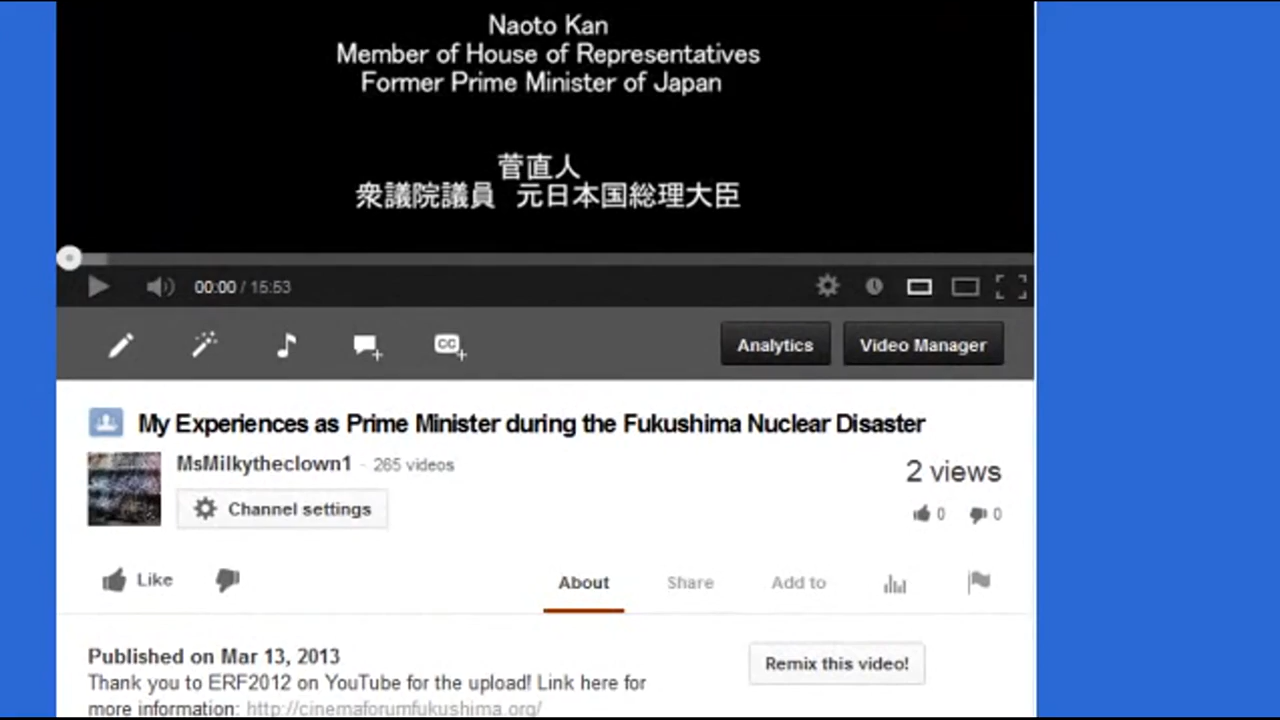 Naoto Kan
Member of House of Representatives
Former Prime Minister of Japan
菅直人
衆議院議員　元日本国総理大臣
00:00 / 15:53
CC
Analytics
Video Manager
My Experiences as Prime Minister during the Fukushima Nuclear Disaster
MsMilkytheclown1 - 265 videos
2 views
Channel settings
0 0
Like
About
Share
Add to
Published on Mar 13, 2013
Remix this video!
Thank you to ERF2012 on YouTube for the upload! Link here for
more information: http://cinemaforumfukushima.org/